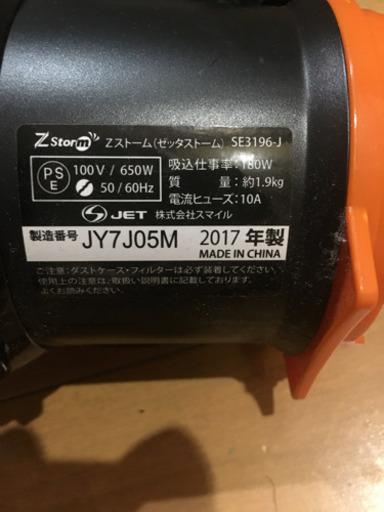 Z Storm Zストーム(ゼッタストーム) SE3196-J
PSE 100V / 650W 吸込仕事率:180W
50 / 60Hz 質 量:約1.9kg
電流ヒューズ:10A
JET 株式会社スマイル
製造番号 JY7J05M 2017 年製
MADE IN CHINA
ご注意:ダストケース・フィルターは必ず装着してください。
使用上の注意は、取扱い説明書に記載しております。
よくお読みください。